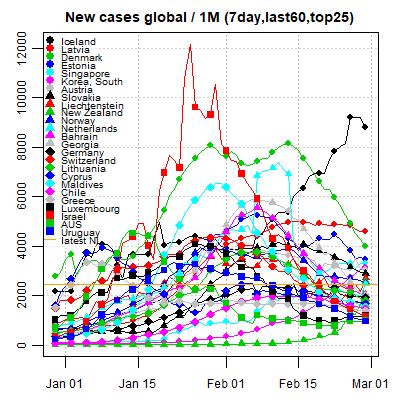 New cases global / 1M (7day,last60,top25)
Iceland
Latvia
Denmark
Estonia
Singapore
Korea, South
Austria
Slovakia
Liechtenstein
New Zealand
Norway
Netherlands
Bahrain
Georgia
Germany
Switzerland
Lithuania
Cyprus
Maldives
Chile
Greece
Luxembourg
Israel
AUS
Uruguay
latest NL
12000
10000
8000
6000
4000
2000
0
Jan 01 Jan 15 Feb 01 Feb 15 Mar 01